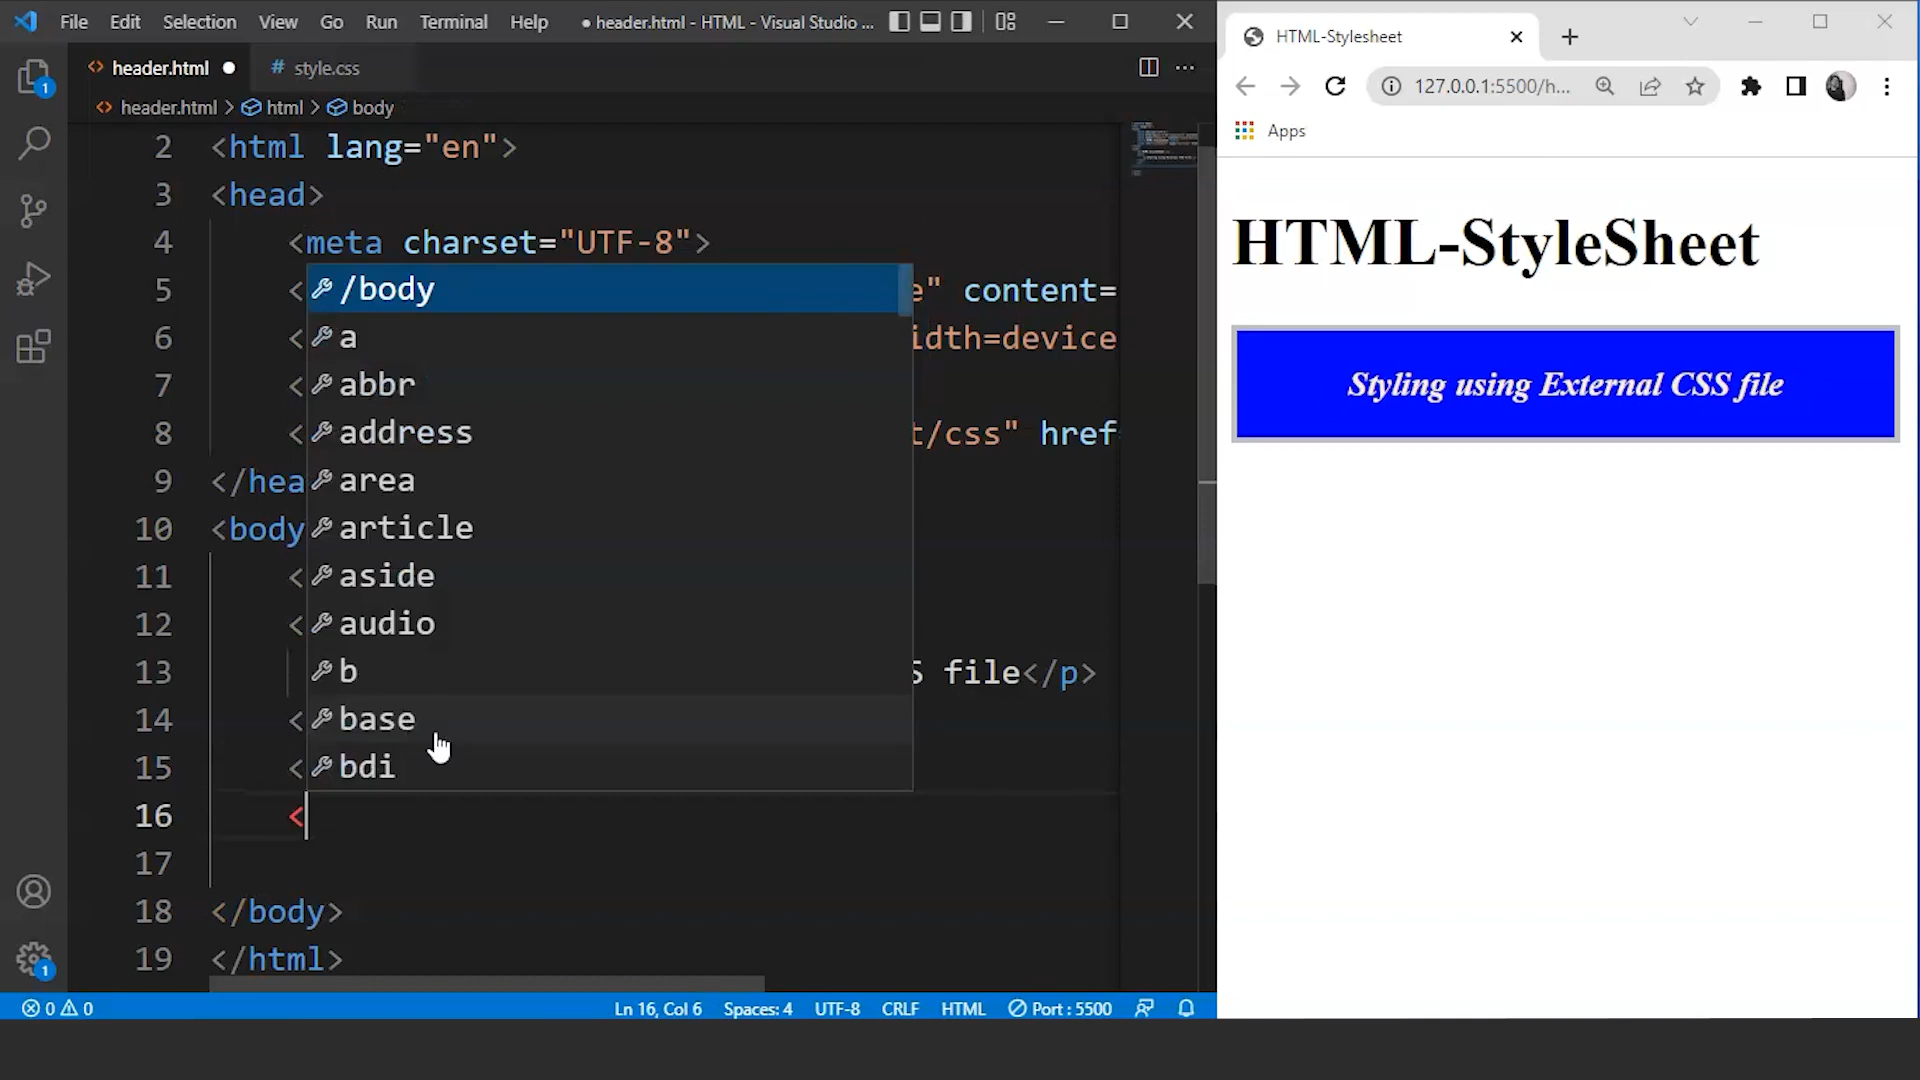 File Edit Selection View Go Run Terminal Help ● header.html - HTML - Visual Studio ...
header.html ● # style.css
header.html > html > body
2 <html lang="en">
3 <head>
4 <meta charset="UTF-8">
5 < e" content=
6 < idth=device
7 <
8 < t/css" href
9 </hea
10 <body
11 <
12 <
13 S file</p>
14 <
15 <
16 <
17
18 </body>
19 </html>
/body
a
abbr
address
area
article
aside
audio
b
base
bdi
1
1
0 0 Ln 16, Col 6 Spaces: 4 UTF-8 CRLF HTML Port : 5500
HTML-Stylesheet
127.0.0.1:5500/h...
Apps
HTML-StyleSheet
Styling using External CSS file